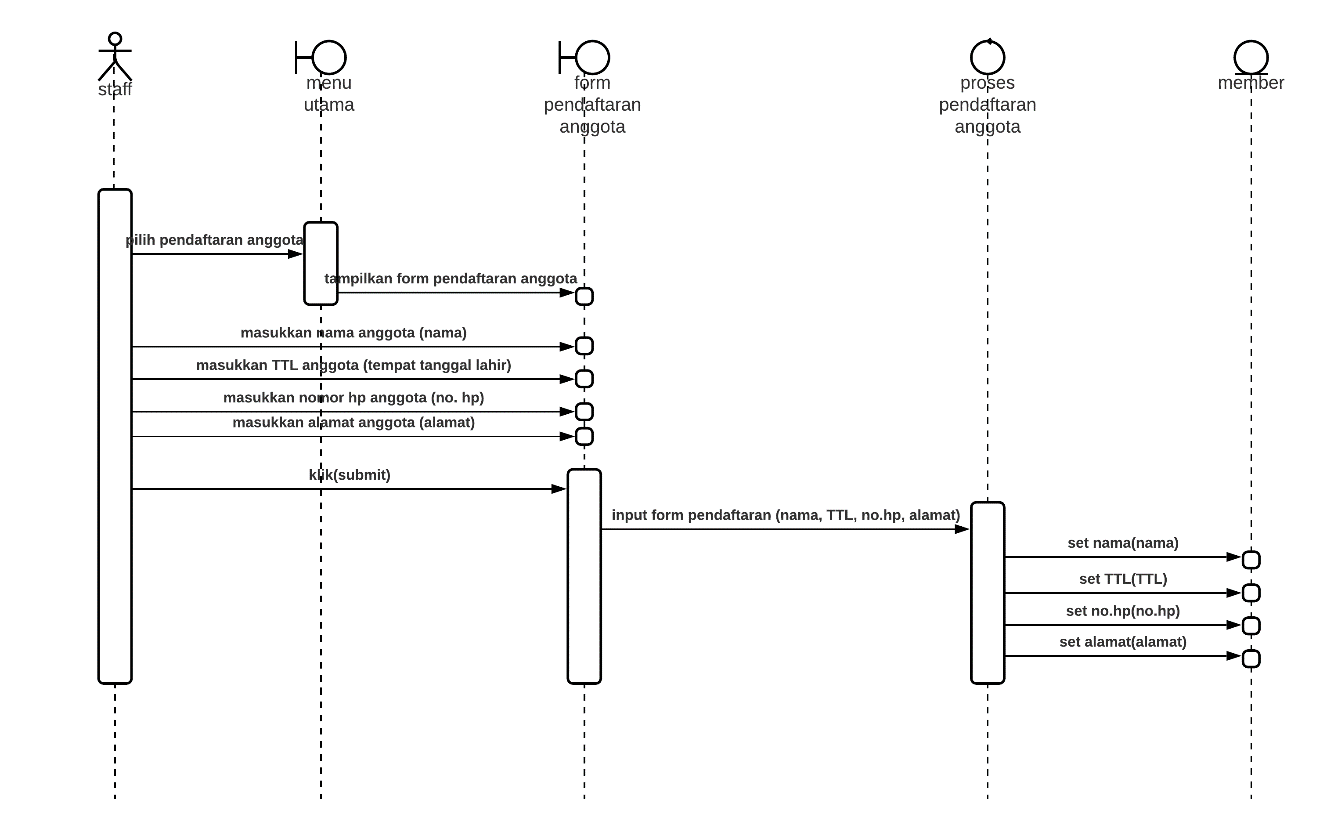 staff
menu
utama
form
pendaftaran
anggota
proses
pendaftaran
anggota
member
pilih pendaftaran anggota
tampilkan form pendaftaran anggota
masukkan nama anggota (nama)
masukkan TTL anggota (tempat tanggal lahir)
masukkan nomor hp anggota (no. hp)
masukkan alamat anggota (alamat)
klik(submit)
input form pendaftaran (nama, TTL, no.hp, alamat)
set nama(nama)
set TTL(TTL)
set no.hp(no.hp)
set alamat(alamat)